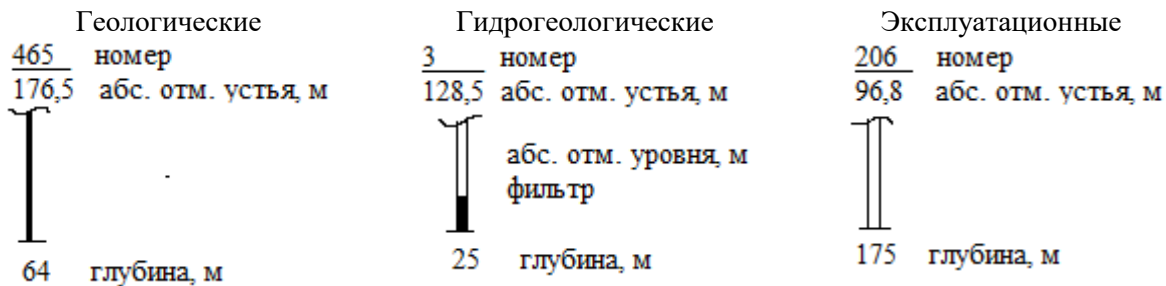 Геологические
465 номер
176,5 абс. отм. устья, м
64 глубина, м
Гидрогеологические
3 номер
128,5 абс. отм. устья, м
абс. отм. уровня, м
фильтр
25 глубина, м
Эксплуатационные
206 номер
96,8 абс. отм. устья, м
175 глубина, м